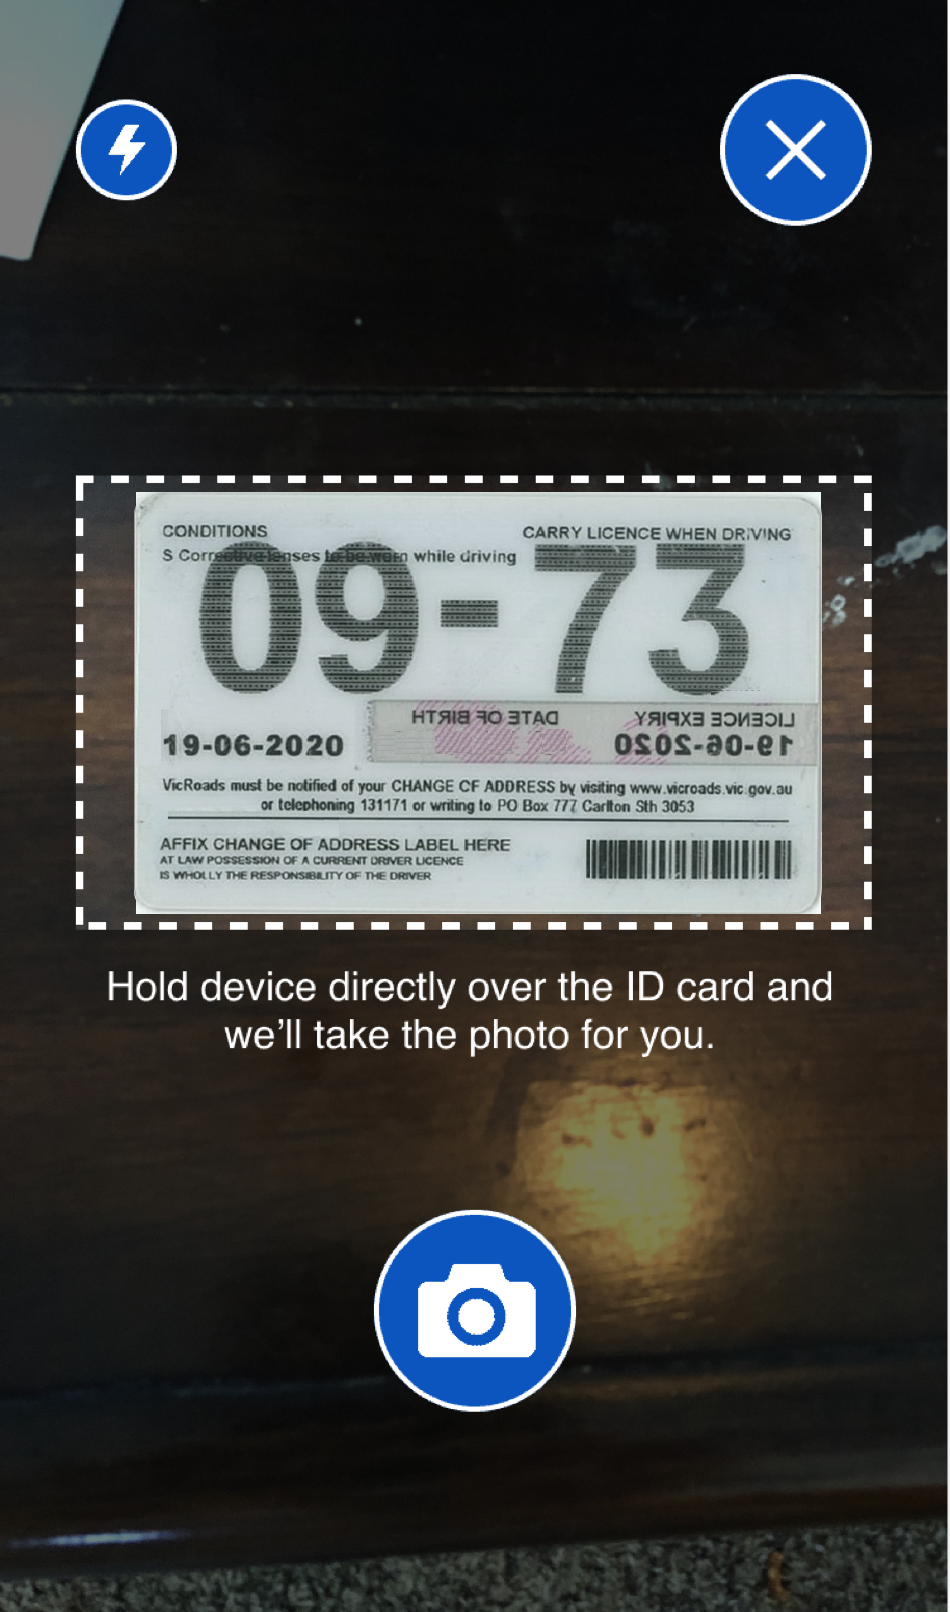 CONDITIONS
CARRY LICENCE WHEN DRIVING
S Corrective lenses to be worn while driving
09-73
DATE OF BIRTH
LICENCE EXPIRY
19-06-2020
19-06-2020
VicRoads must be notified of your CHANGE OF ADDRESS by visiting www.vicroads.vic.gov.au
or telephoning 131171 or writing to PO Box 777 Carlton Sth 3053
AFFIX CHANGE OF ADDRESS LABEL HERE
AT LAW POSSESSION OF A CURRENT DRIVER LICENCE
IS WHOLLY THE RESPONSIBILITY OF THE DRIVER
Hold device directly over the ID card and
we'll take the photo for you.